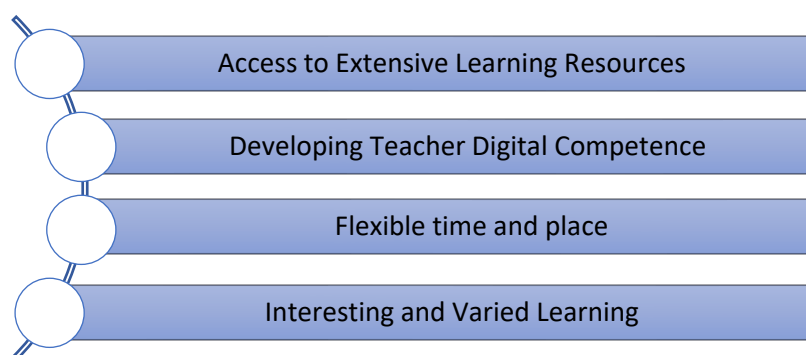 Access to Extensive Learning Resources
Developing Teacher Digital Competence
Flexible time and place
Interesting and Varied Learning